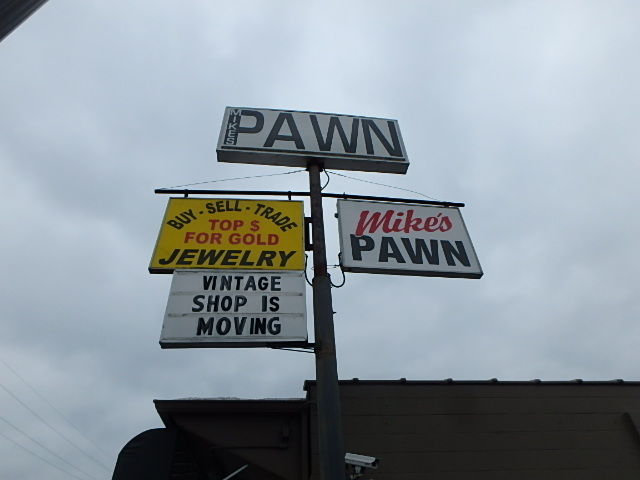 MIKES
PAWN
BUY - SELL - TRADE
TOP $
FOR GOLD
JEWELRY
Mike's
PAWN
VINTAGE
SHOP IS
MOVING